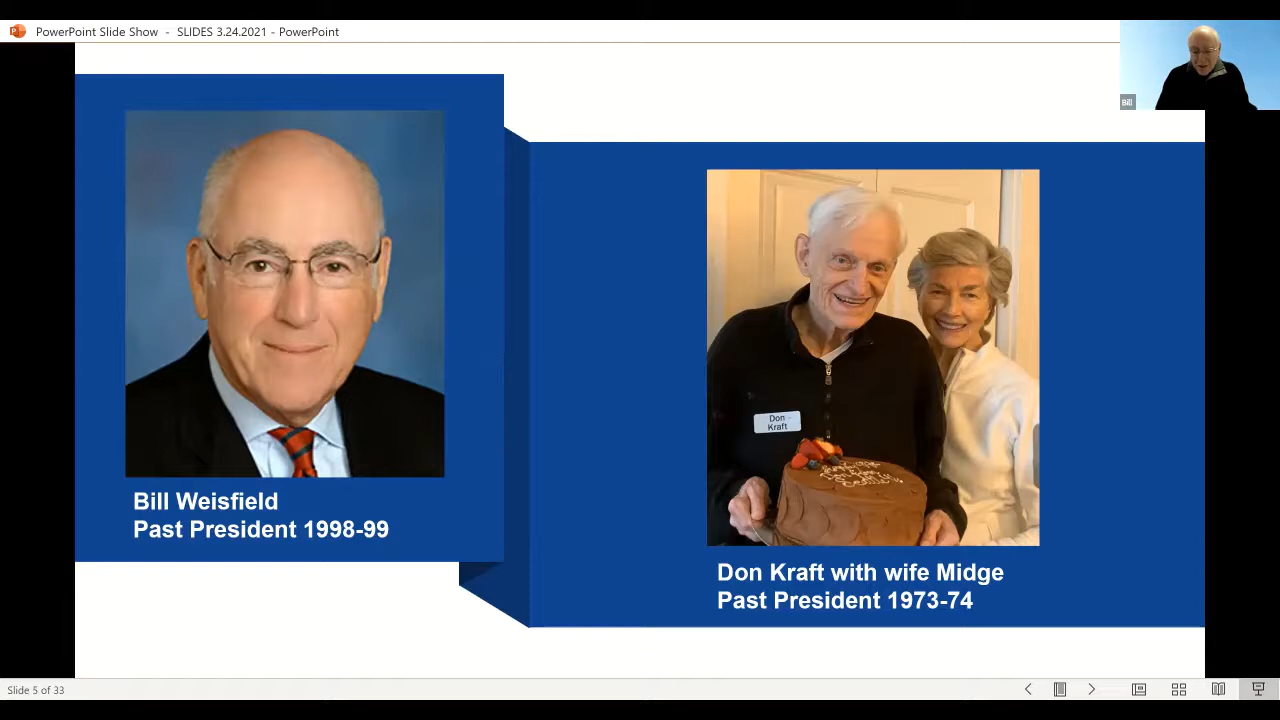 PowerPoint Slide Show - SLIDES 3.24.2021 - PowerPoint
Bill
Bill Weisfield
Past President 1998-99
Don
Kraft
Don Kraft with wife Midge
Past President 1973-74
Slide 5 of 33